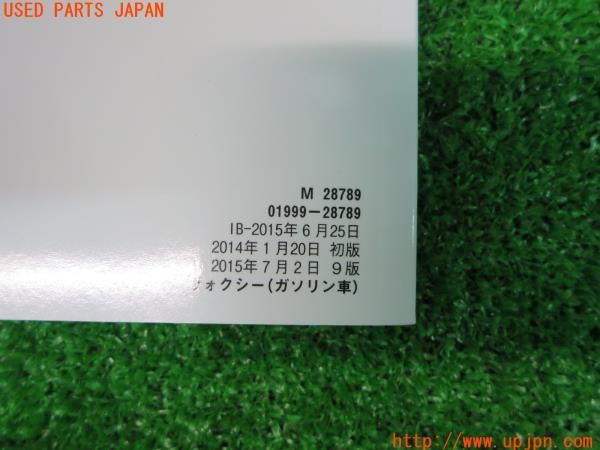 USED PARTS JAPAN
M 28789
01999-28789
IB-2015年6月25日
2014年1月20日 初版
2015年7月2日 9版
ヴォクシー(ガソリン車)
http://www.upjpn.com